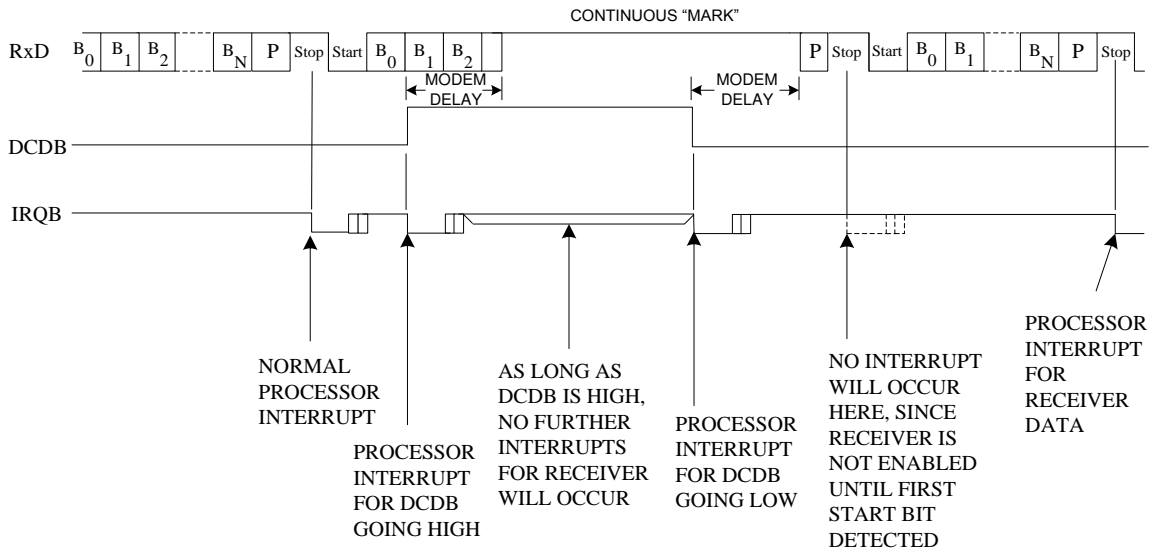 CONTINUOUS “MARK”
RxD B0 B1 B2 BN P Stop Start B0 B1 B2 P Stop Start B0 B1 BN P Stop
MODEM
DELAY
MODEM
DELAY
DCDB
IRQB
NORMAL
PROCESSOR
INTERRUPT
PROCESSOR
INTERRUPT
FOR DCDB
GOING HIGH
AS LONG AS
DCDB IS HIGH,
NO FURTHER
INTERRUPTS
FOR RECEIVER
WILL OCCUR
PROCESSOR
INTERRUPT
FOR DCDB
GOING LOW
NO INTERRUPT
WILL OCCUR
HERE, SINCE
RECEIVER IS
NOT ENABLED
UNTIL FIRST
START BIT
DETECTED
PROCESSOR
INTERRUPT
FOR
RECEIVER
DATA